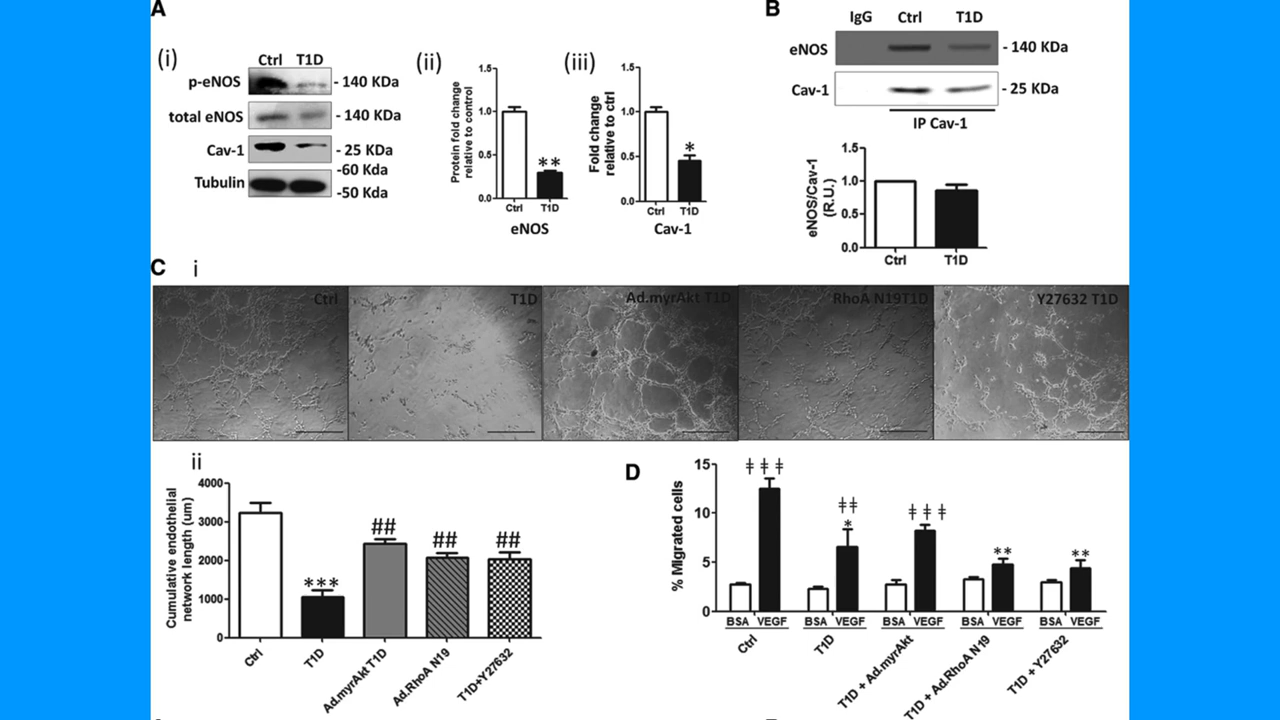 A
(i)
Ctrl T1D
p-eNOS - 140 KDa
total eNOS - 140 KDa
Cav-1 - 25 KDa
-60 Kda
Tubulin
-50 Kda
(ii)
Protein fold change
relative to control
1.5
1.0
0.5
0.0
**
Ctrl T1D
eNOS
(iii)
Fold change
relative to ctrl
1.5
1.0
0.5
0.0
*
Ctrl T1D
Cav-1
B
IgG Ctrl T1D
eNOS - 140 KDa
Cav-1 - 25 KDa
IP Cav-1
eNOS/Cav-1
(R.U.)
1.5
1.0
0.5
0.0
Ctrl T1D
C i
Ctrl T1D Ad.myrAkt T1D RhoA N19T1D Y27632 T1D
ii
Cumulative endothelial
network length (um)
4000
3000
2000
1000
0
*** ## ## ##
Ctrl T1D Ad.myrAkt T1D Ad.RhoA N19 T1D+Y27632
D
% Migrated cells
15
10
5
0
ǂ ǂ ǂ ǂǂ ǂ ǂ ǂ
* ** **
BSA VEGF BSA VEGF BSA VEGF BSA VEGF BSA VEGF
Ctrl T1D T1D + Ad.myrAkt T1D + Ad.RhoA N19 T1D + Y27632